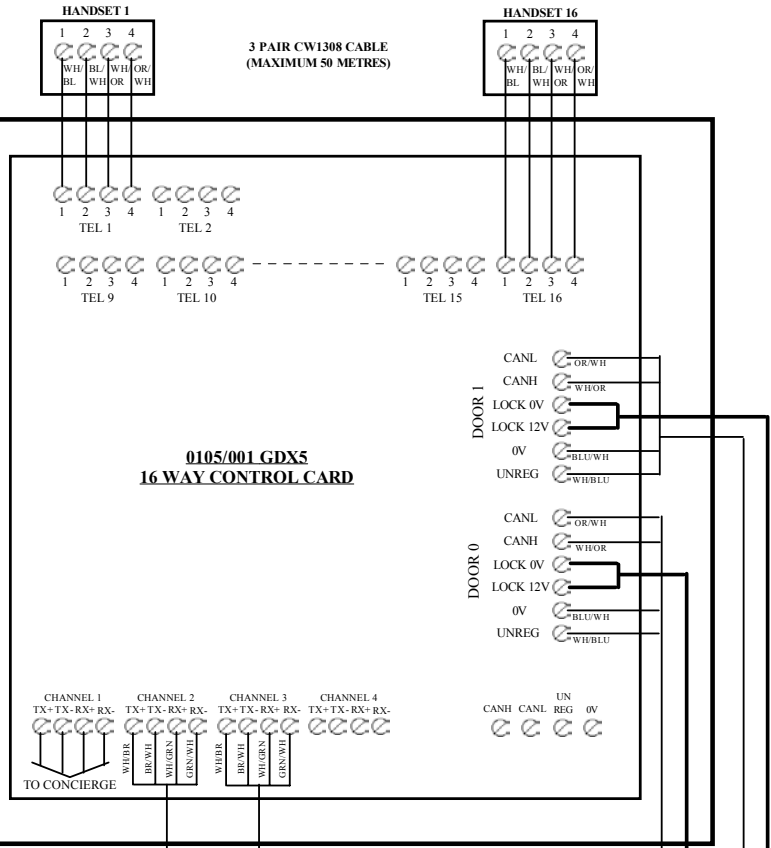 HANDSET 1
1 2 3 4
WH/ BL/ WH/ OR/
BL WH OR WH
3 PAIR CW1308 CABLE
(MAXIMUM 50 METRES)
HANDSET 16
1 2 3 4
WH/ BL/ WH/ OR/
BL WH OR WH
1 2 3 4
TEL 1
1 2 3 4
TEL 2
1 2 3 4
TEL 9
1 2 3 4
TEL 10
1 2 3 4
TEL 15
1 2 3 4
TEL 16
0105/001 GDX5
16 WAY CONTROL CARD
DOOR 1
CANL OR/WH
CANH WH/OR
LOCK 0V
LOCK 12V
0V BLU/WH
UNREG WH/BLU
DOOR 0
CANL OR/WH
CANH WH/OR
LOCK 0V
LOCK 12V
0V BLU/WH
UNREG WH/BLU
CHANNEL 1
TX+ TX- RX+ RX-
TO CONCIERGE
CHANNEL 2
TX+ TX- RX+ RX-
WH/BR
BR/WH
WH/GRN
GRN/WH
CHANNEL 3
TX+ TX- RX+ RX-
WH/BR
BR/WH
WH/GRN
GRN/WH
CHANNEL 4
TX+ TX- RX+ RX-
UN
CANH CANL REG 0V